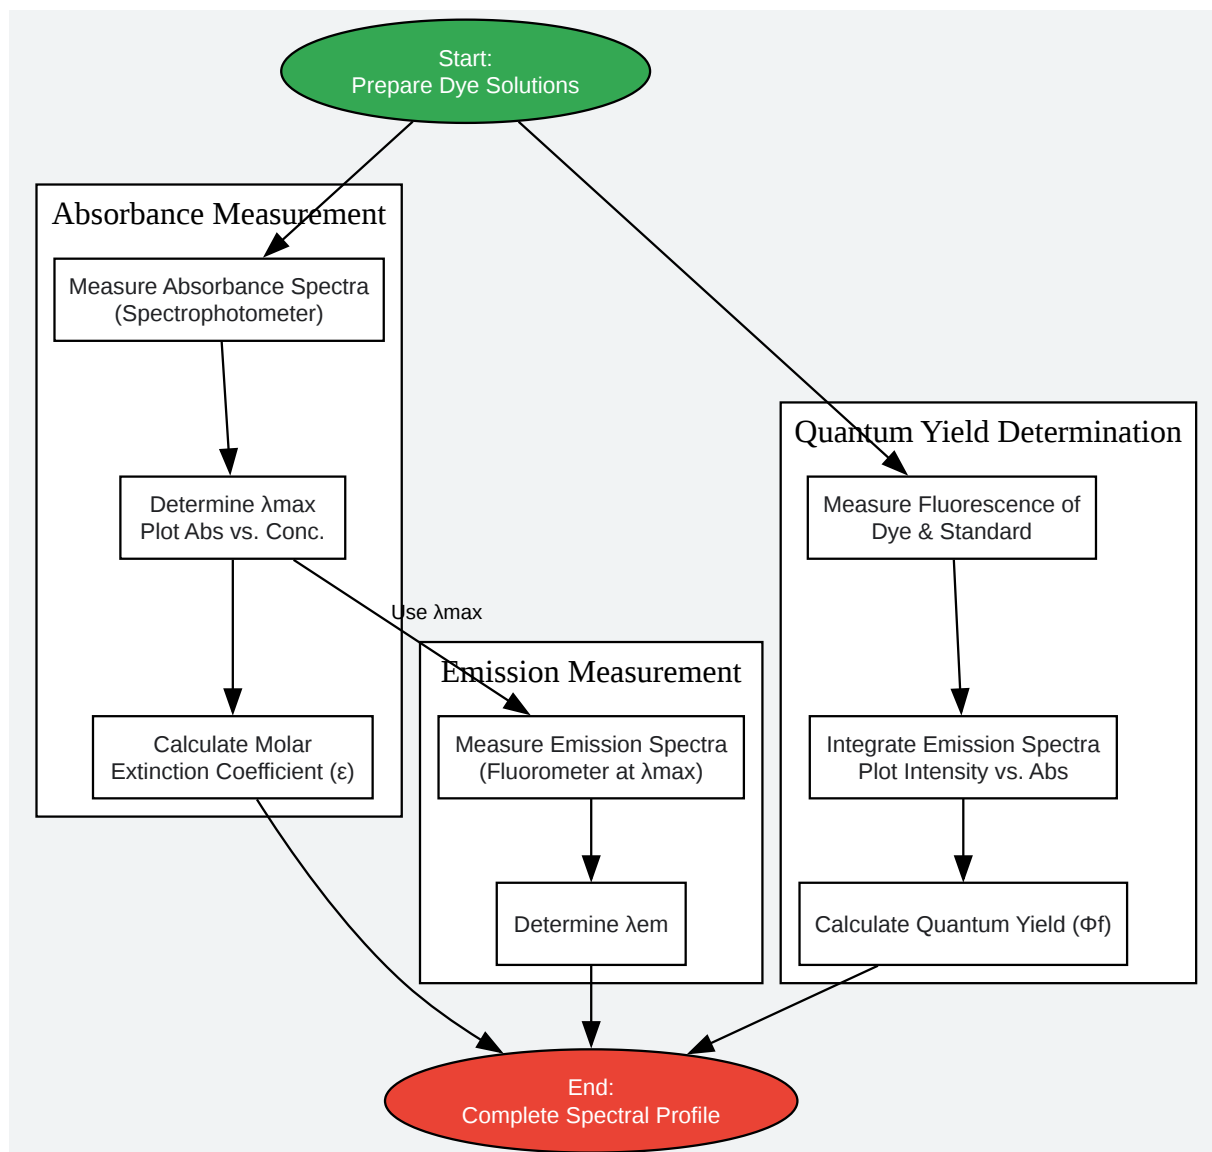 Start:
Prepare Dye Solutions
Absorbance Measurement
Measure Absorbance Spectra
(Spectrophotometer)
Determine λmax
Plot Abs vs. Conc.
Calculate Molar
Extinction Coefficient (ε)
Use λmax
Emission Measurement
Measure Emission Spectra
(Fluorometer at λmax)
Determine λem
Quantum Yield Determination
Measure Fluorescence of
Dye & Standard
Integrate Emission Spectra
Plot Intensity vs. Abs
Calculate Quantum Yield (Φf)
End:
Complete Spectral Profile